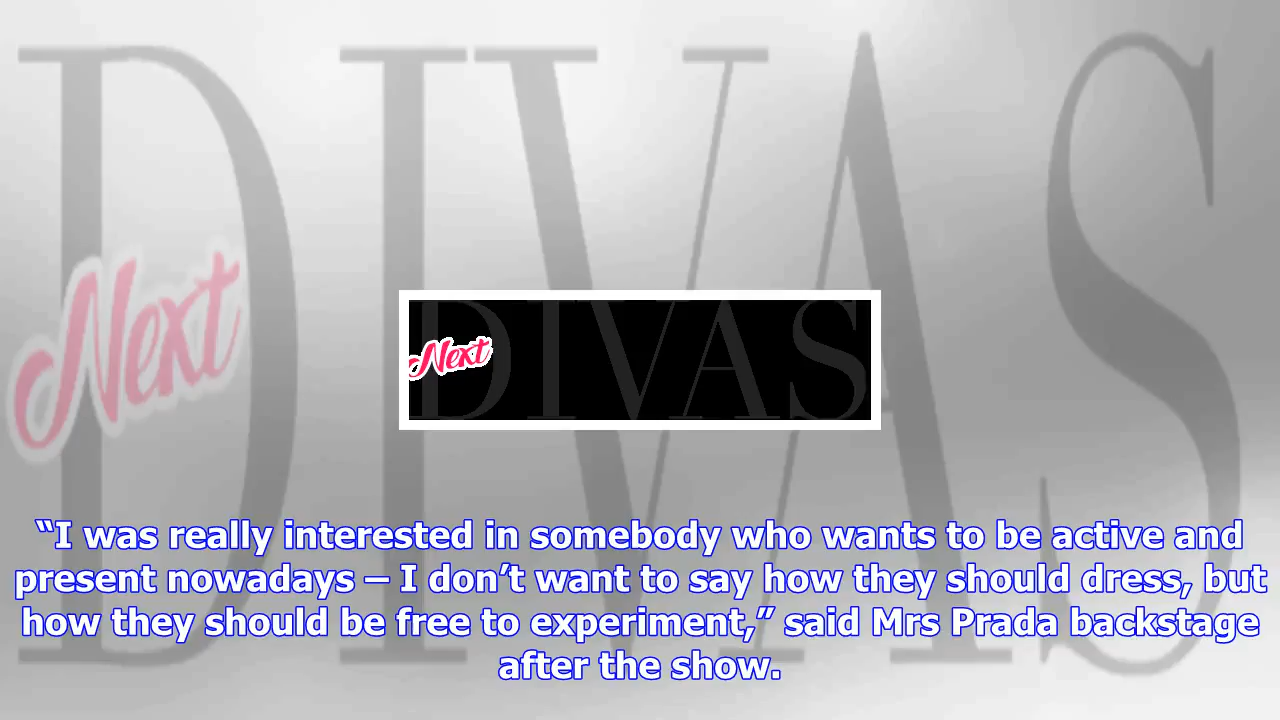 DIVAS
Next
DIVAS
Next
“I was really interested in somebody who wants to be active and
present nowadays – I don’t want to say how they should dress, but
how they should be free to experiment,” said Mrs Prada backstage
after the show.